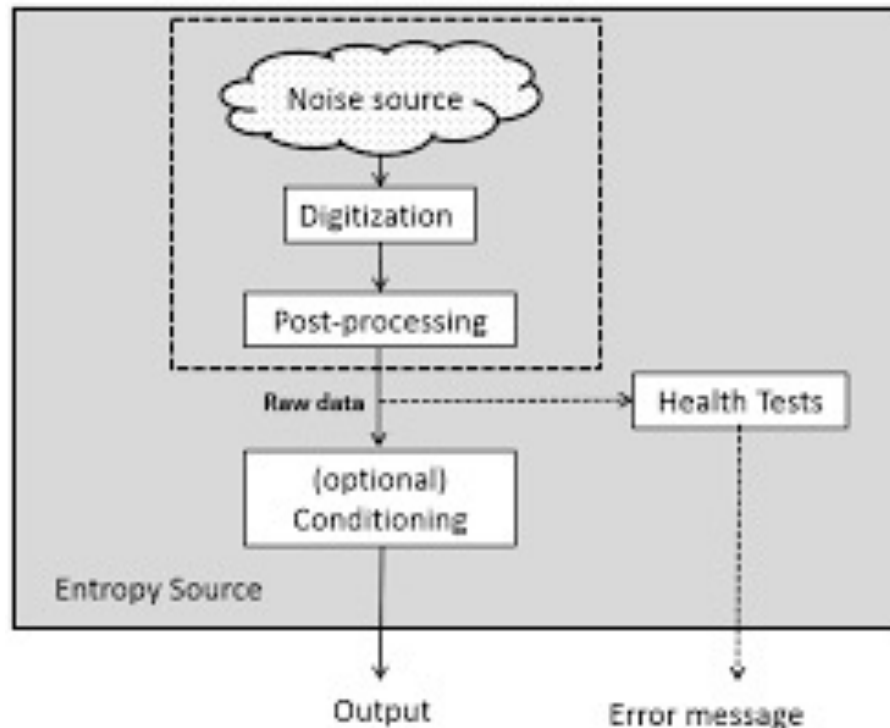 Noise source
Digitization
Post-processing
Raw data
Health Tests
(optional)
Conditioning
Entropy Source
Output
Error message